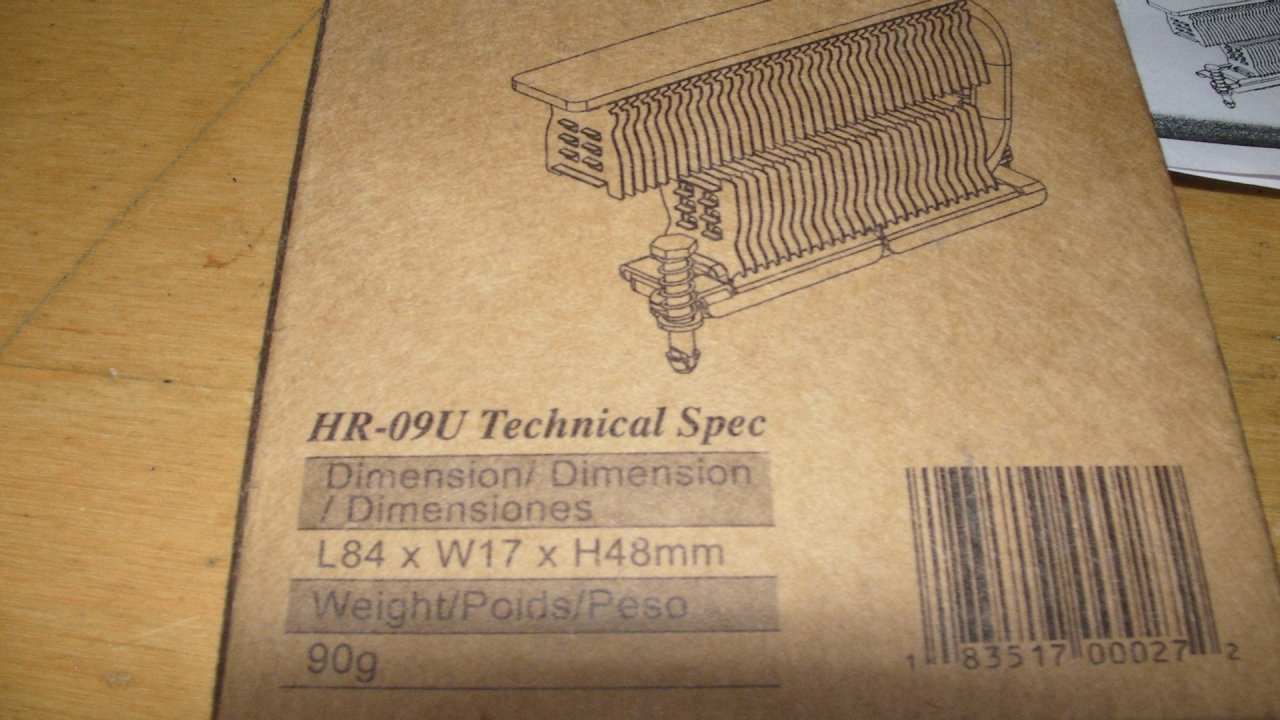 HR-09U Technical Spec
Dimension/ Dimension
/ Dimensiones
L84 x W17 x H48mm
Weight/Poids/Peso
90g
1 83517 00027 2